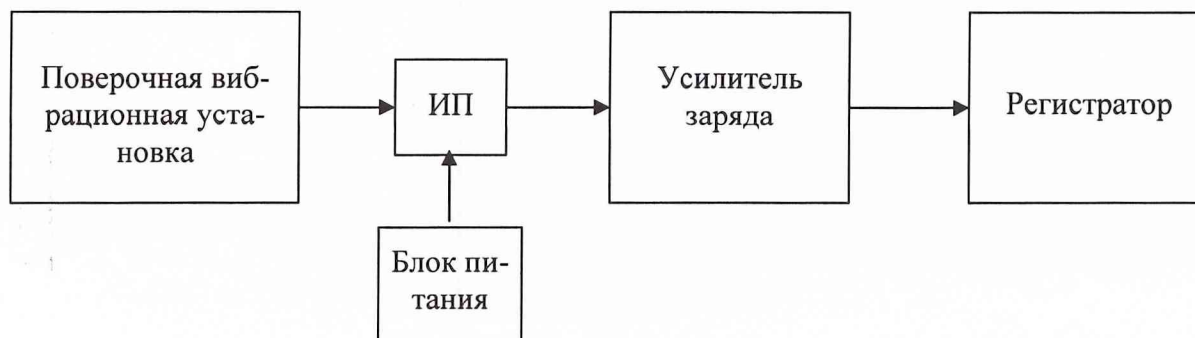 Поверочная виб-
рационная уста-
новка
ИП
Усилитель
заряда
Регистратор
Блок пи-
тания